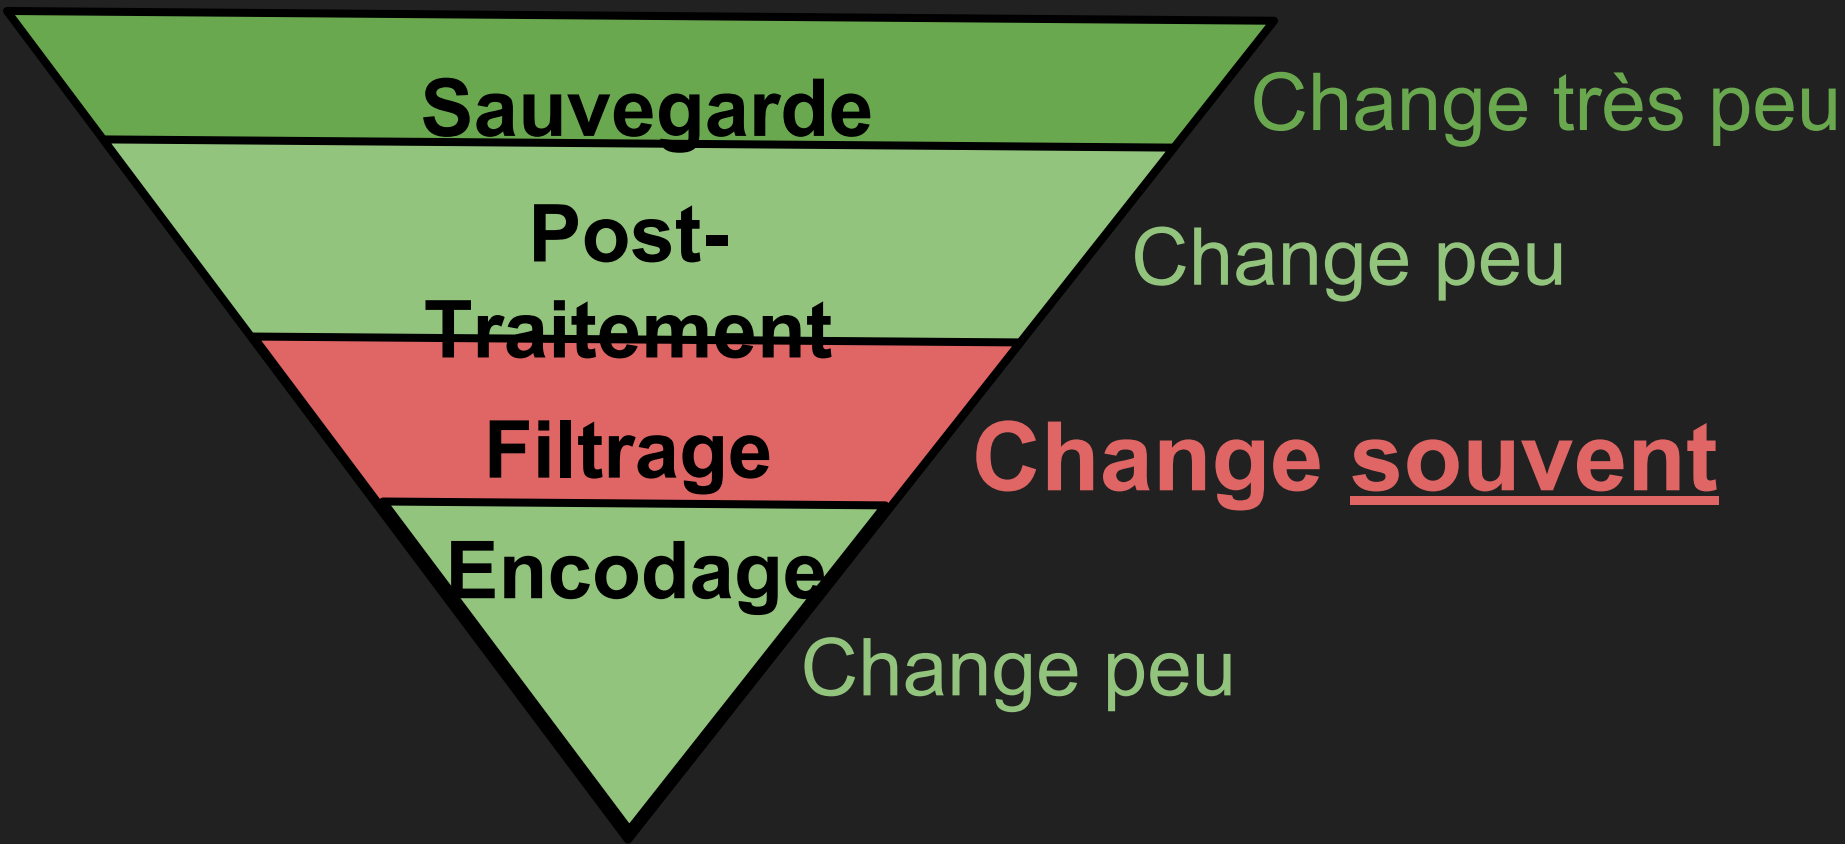 Sauvegarde
Change très peu
Post-
Traitement
Change peu
Filtrage
Change souvent
Encodage
Change peu